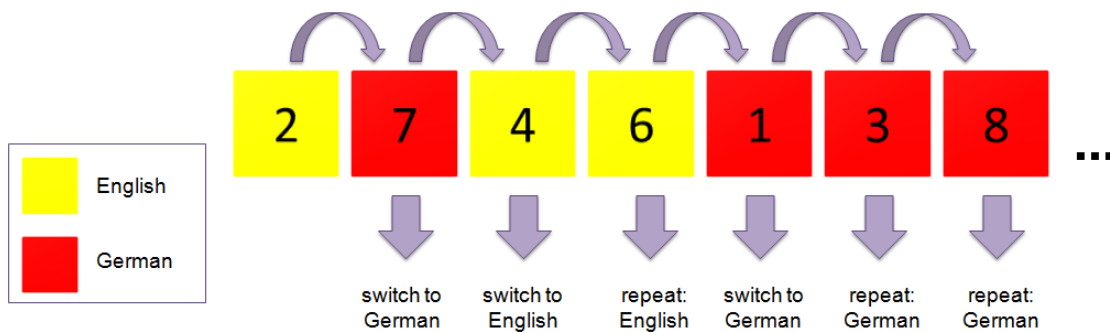 2 7 4 6 1 3 8
...
English
German
switch to German
switch to English
repeat: English
switch to German
repeat: German
repeat: German